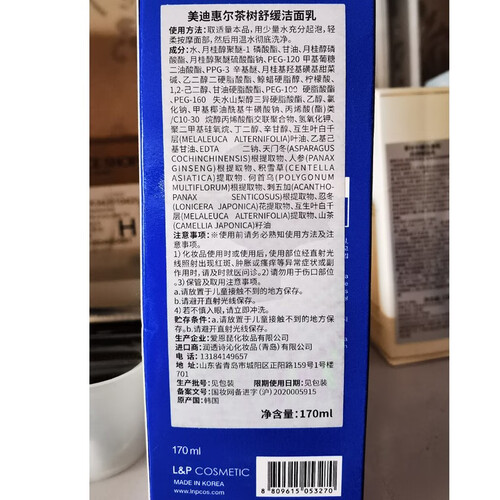 美迪惠尔茶树舒缓洁面乳
使用方法：取适量本品，用少量水充分起泡，轻
柔按摩面部，然后用温水彻底洗净。
成分：水、月桂醇聚醚-1 磷酸酯、甘油、月桂醇磷
酸酯、月桂醇聚醚硫酸酯钠、PEG-120 甲基葡糖
二油酸酯、PPG-3 辛基醚、月桂基羟基磺基甜菜
碱、乙二醇二硬脂酸酯、鲸蜡硬脂醇、柠檬酸、
1,2-己二醇、甘油硬脂酸酯、PEG-100 硬脂酸酯、
PEG-160 失水山梨醇三异硬脂酸酯、乙醇、氯化
钠、甲基椰油酰基牛磺酸钠、丙烯酸(酯)类
/C10-30 烷醇丙烯酸酯交联聚合物、氢氧化钾、
聚二甲基硅氧烷、丁二醇、辛甘醇、互生叶白千
层(MELALEUCA ALTERNIFOLIA)叶油、乙基己
基甘油、EDTA 二钠、天门冬(ASPARAGUS
COCHINCHINENSIS)根提取物、人参(PANAX
GINSENG)根提取物、积雪草(CENTELLA
ASIATICA)提取物、何首乌(POLYGONUM
MULTIFLORUM)根提取物、刺五加(ACANTHO-
PANAX SENTICOSUS)根提取物、忍冬
(LONICERA JAPONICA)花提取物、互生叶白千
层(MELALEUCA ALTERNIFOLIA)提取物、山茶
(CAMELLIA JAPONICA)籽油
注意事项：※使用前请务必熟知使用方法及注
意事项
1)化妆品使用时或使用后，使用部位经直射光
线照射出现红斑、肿胀或瘙痒等异常症状或副
作用时，请及时就医问诊。2)请勿用于伤口部位
。3)保管及取用注意事项：
a.请放置于儿童接触不到的地方保存。
b.请避开直射光线保存。
4)若不慎入眼，请立即冲洗。
贮存条件：a.请放置于儿童接触不到的地方保
存。b.请避开直射光线保存。
生产商：爱恩昆化妆品有限公司
进口商：润透诗沁化妆品(青岛)有限公司
电话：13184149657
地址：山东省青岛市城阳区正阳路159号1号楼
971号
生产批号：见包装 限期使用日期：见包装
备案文号：国妆网备进字(沪)2020005915
原产国：韩国
净含量：170ml
170ml
L&P COSMETIC
MADE IN KOREA
www.lnpcos.com
8 809615 053270